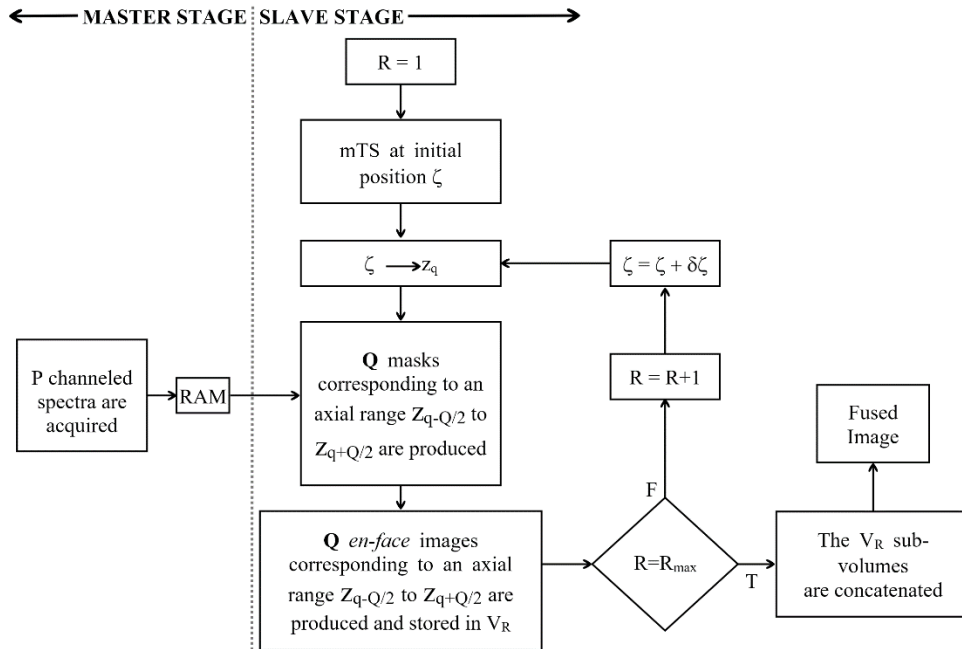 MASTER STAGE SLAVE STAGE
R = 1
mTS at initial
position ζ
ζ ⟶ zq
ζ = ζ + δζ
P channeled
spectra are
acquired
RAM
Q masks
corresponding to an
axial range Zq-Q/2 to
Zq+Q/2 are produced
R = R+1
Fused
Image
Q en-face images
corresponding to an axial
range Zq-Q/2 to Zq+Q/2 are
produced and stored in VR
F
R=Rmax
T
The VR sub-
volumes
are concatenated